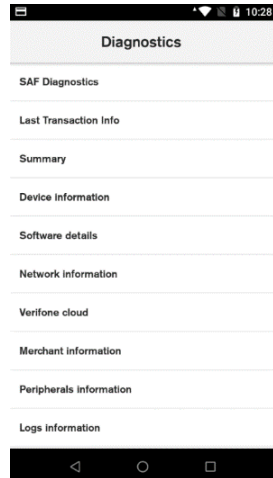 10:28
Diagnostics
SAF Diagnostics
Last Transaction Info
Summary
Device information
Software details
Network information
Verifone cloud
Merchant information
Peripherals information
Logs information